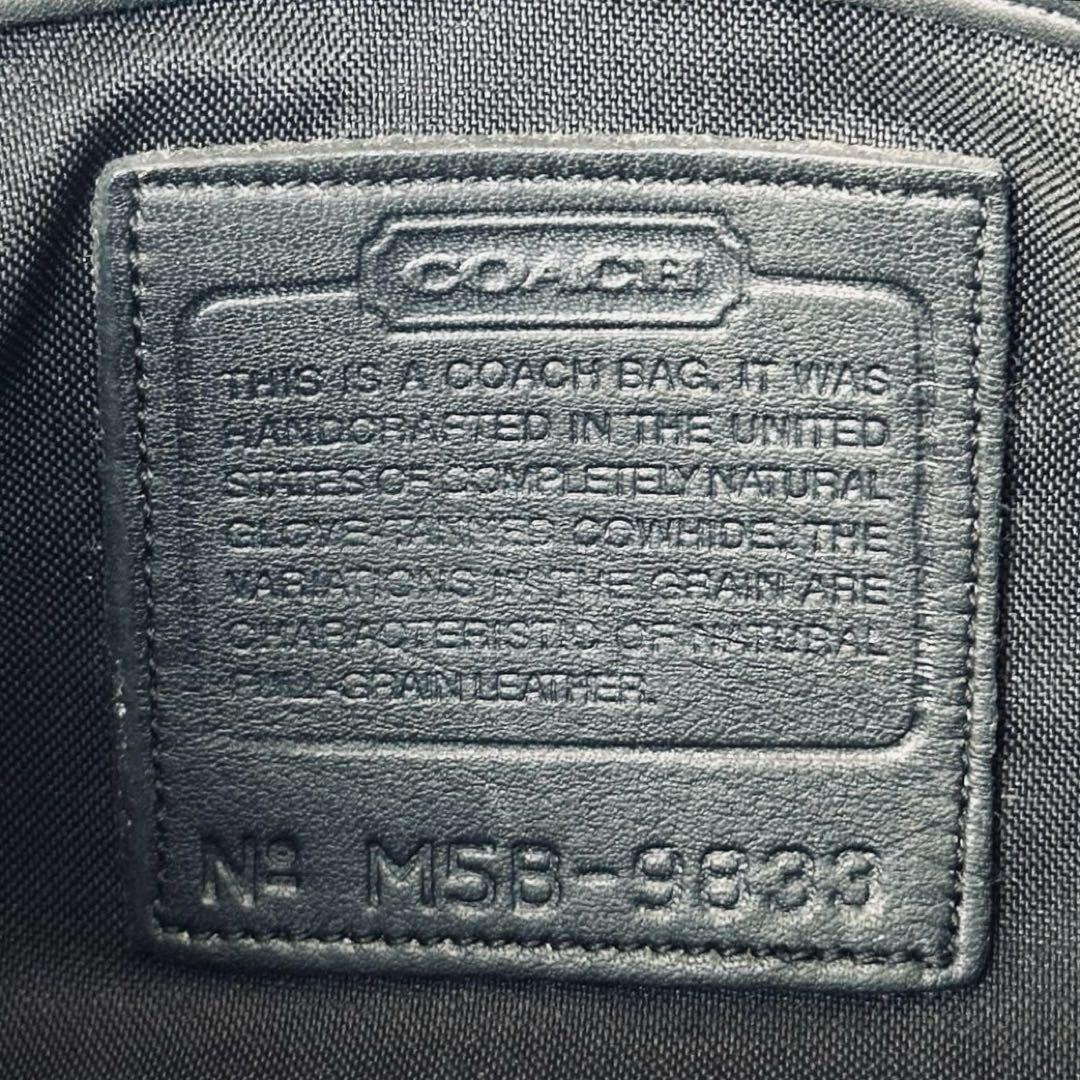 COACH
THIS IS A COACH BAG. IT WAS
HANDCRAFTED IN THE UNITED
STATES OF COMPLETELY NATURAL
GLOVE-TANNED COWHIDE. THE
VARIATIONS IN THE GRAIN ARE
CHARACTERISTIC OF NATURAL
FULL-GRAIN LEATHER.
Nº M5B-9833